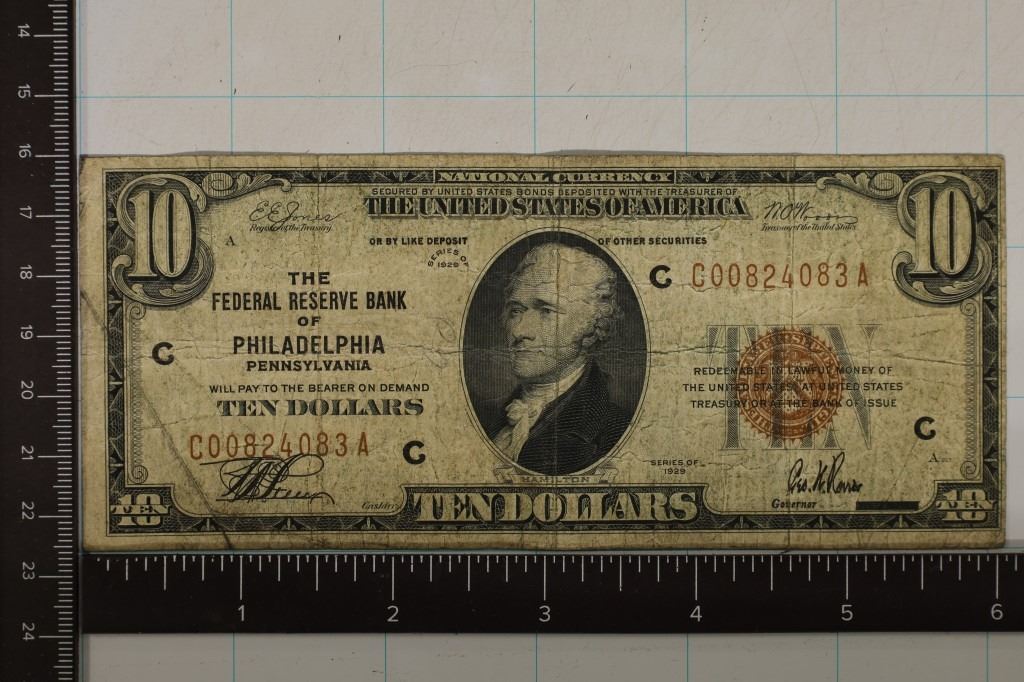 14
15
16
17
18
19
20
21
22
23
24
NATIONAL CURRENCY
SECURED BY UNITED STATES BONDS DEPOSITED WITH THE TREASURER OF
THE UNITED STATES OF AMERICA
10
10
E E Jones
Register of the Treasury.
W. O. Woods
Treasurer of the United States.
A
OR BY LIKE DEPOSIT
OF OTHER SECURITIES
SERIES OF
1929
C
C00824083A
THE
FEDERAL RESERVE BANK
OF
PHILADELPHIA
PENNSYLVANIA
C
WILL PAY TO THE BEARER ON DEMAND
TEN DOLLARS
C00824083A
C
TEN
REDEEMABLE IN LAWFUL MONEY OF
THE UNITED STATES AT UNITED STATES
TREASURY OR AT THE BANK OF ISSUE
C
A
SERIES OF
1929
HAMILTON
Cashier
Governor
TEN
TEN DOLLARS
TEN
1
2
3
4
5
6